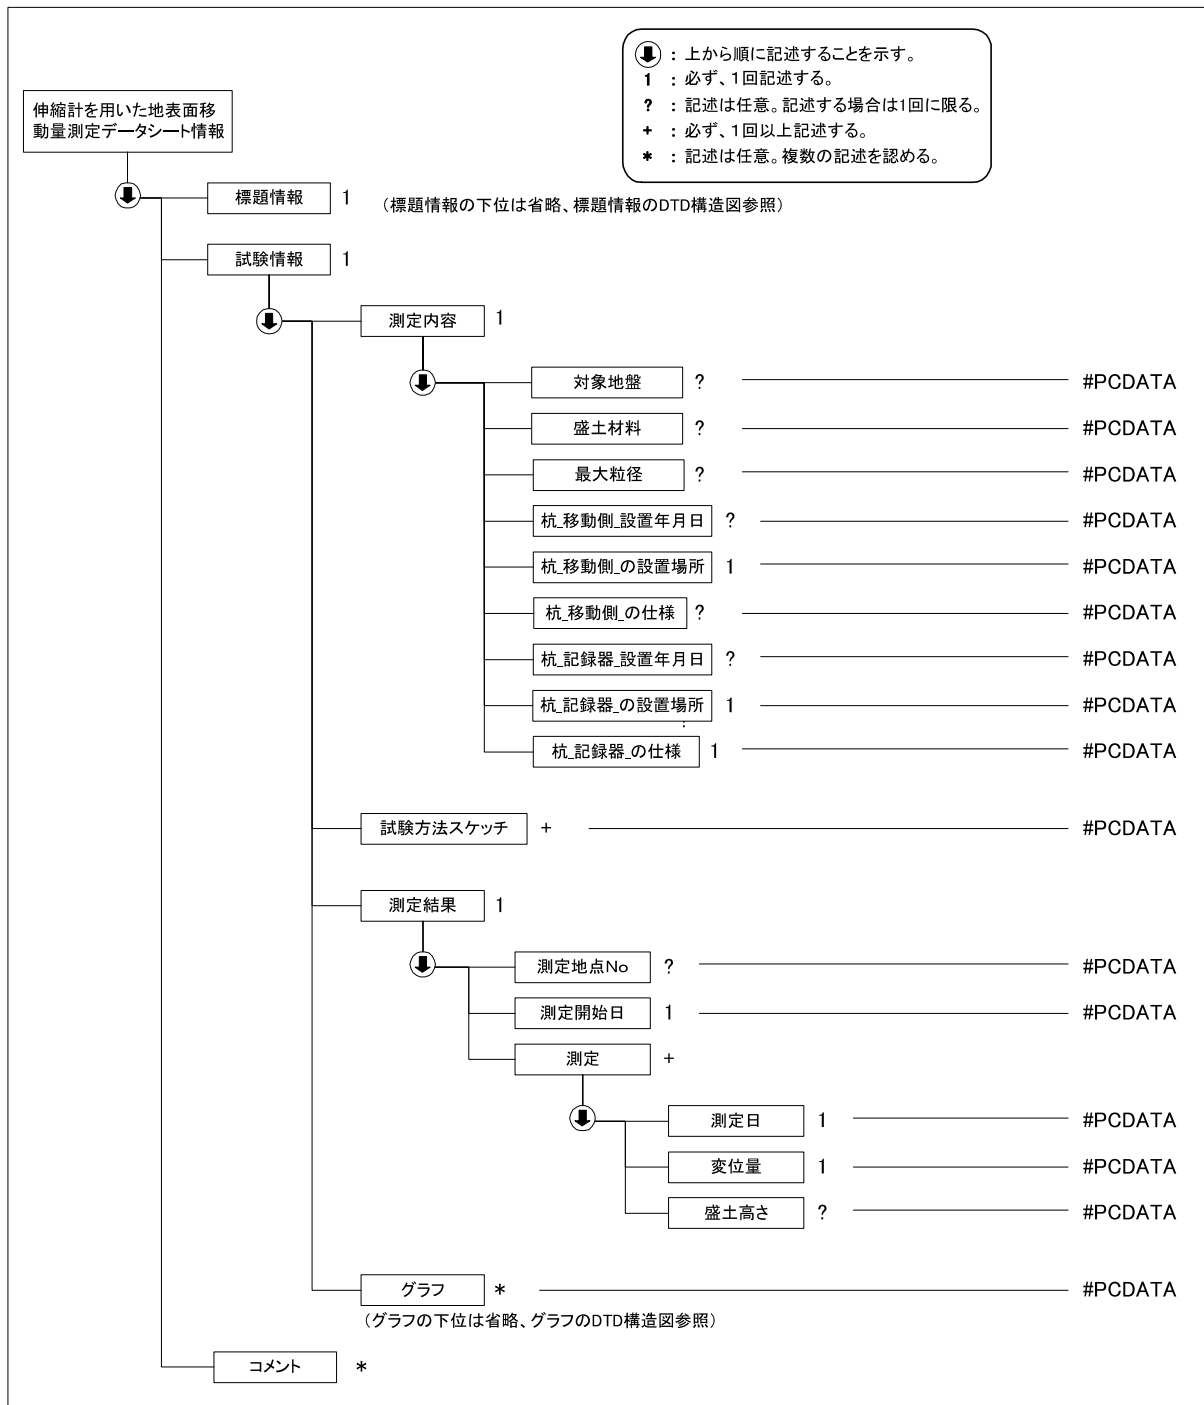 : 上から順に記述することを示す。
1 : 必ず、1回記述する。
? : 記述は任意。記述する場合は1回に限る。
+ : 必ず、1回以上記述する。
* : 記述は任意。複数の記述を認める。
伸縮計を用いた地表面移
動量測定データシート情報
標題情報 1 (標題情報の下位は省略、標題情報のDTD構造図参照)
試験情報 1
測定内容 1
対象地盤 ? #PCDATA
盛土材料 ? #PCDATA
最大粒径 ? #PCDATA
杭_移動側_設置年月日 ? #PCDATA
杭_移動側_の設置場所 1 #PCDATA
杭_移動側_の仕様 ? #PCDATA
杭_記録器_設置年月日 ? #PCDATA
杭_記録器_の設置場所 1 #PCDATA
杭_記録器_の仕様 1 #PCDATA
試験方法スケッチ + #PCDATA
測定結果 1
測定地点No ? #PCDATA
測定開始日 1 #PCDATA
測定 +
測定日 1 #PCDATA
変位量 1 #PCDATA
盛土高さ ? #PCDATA
グラフ * #PCDATA
(グラフの下位は省略、グラフのDTD構造図参照)
コメント *